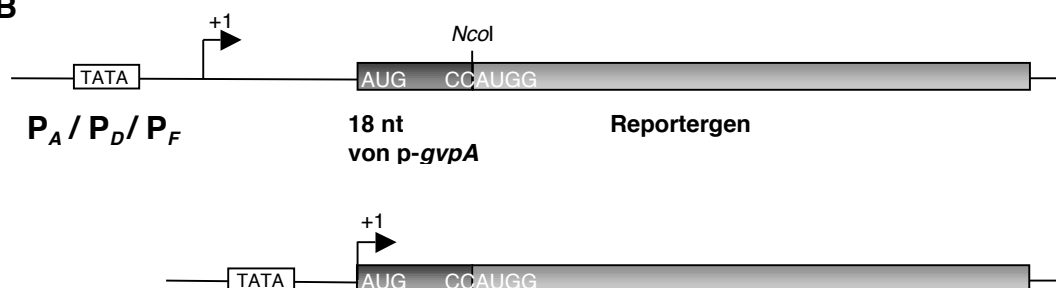 B
+1
NcoI
TATA
AUG CCAUGG
P_A / P_D / P_F
18 nt
von p-gvpA
Reportergen
+1
TATA
AUG CCAUGG